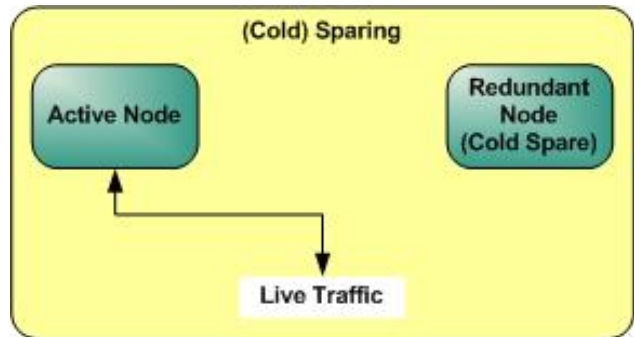 (Cold) Sparing
Active Node
Redundant
Node
(Cold Spare)
Live Traffic